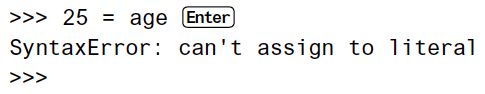 >>> 25 = age Enter
SyntaxError: can't assign to literal
>>>